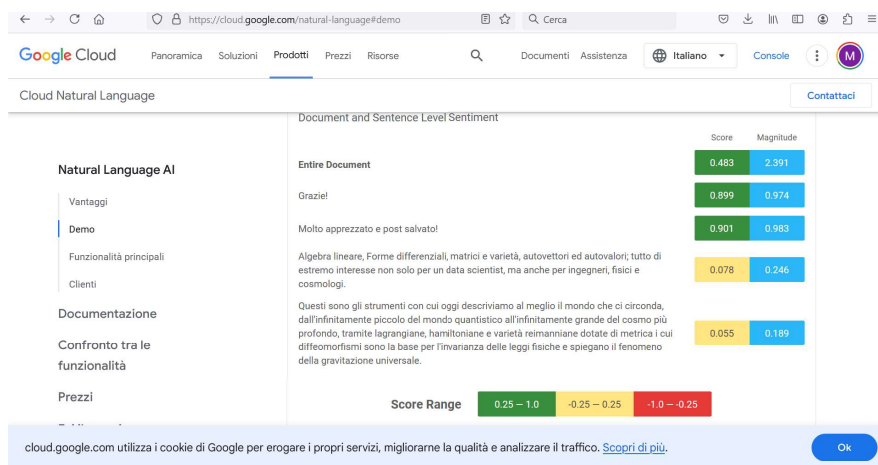 https://cloud.google.com/natural-language#demo
Cerca
Google Cloud
Panoramica Soluzioni Prodotti Prezzi Risorse
Documenti Assistenza
Italiano
Console
M
Cloud Natural Language
Contattaci
Document and Sentence Level Sentiment
Score Magnitude
Natural Language AI
Vantaggi
Demo
Funzionalità principali
Clienti
Documentazione
Confronto tra le
funzionalità
Prezzi
Entire Document 0.483 2.391
Grazie! 0.899 0.974
Molto apprezzato e post salvato! 0.901 0.983
Algebra lineare, Forme differenziali, matrici e varietà, autovettori ed autovalori; tutto di
estremo interesse non solo per un data scientist, ma anche per ingegneri, fisici e
cosmologi.
0.078 0.246
Questi sono gli strumenti con cui oggi descriviamo al meglio il mondo che ci circonda,
dall'infinitamente piccolo del mondo quantistico all'infinitamente grande del cosmo più
profondo, tramite lagrangiane, hamiltoniane e varietà reimanniane dotate di metrica i cui
diffeomorfismi sono la base per l'invarianza delle leggi fisiche e spiegano il fenomeno
della gravitazione universale.
0.055 0.189
Score Range 0.25 — 1.0 -0.25 — 0.25 -1.0 — -0.25
cloud.google.com utilizza i cookie di Google per erogare i propri servizi, migliorarne la qualità e analizzare il traffico. Scopri di più.
Ok